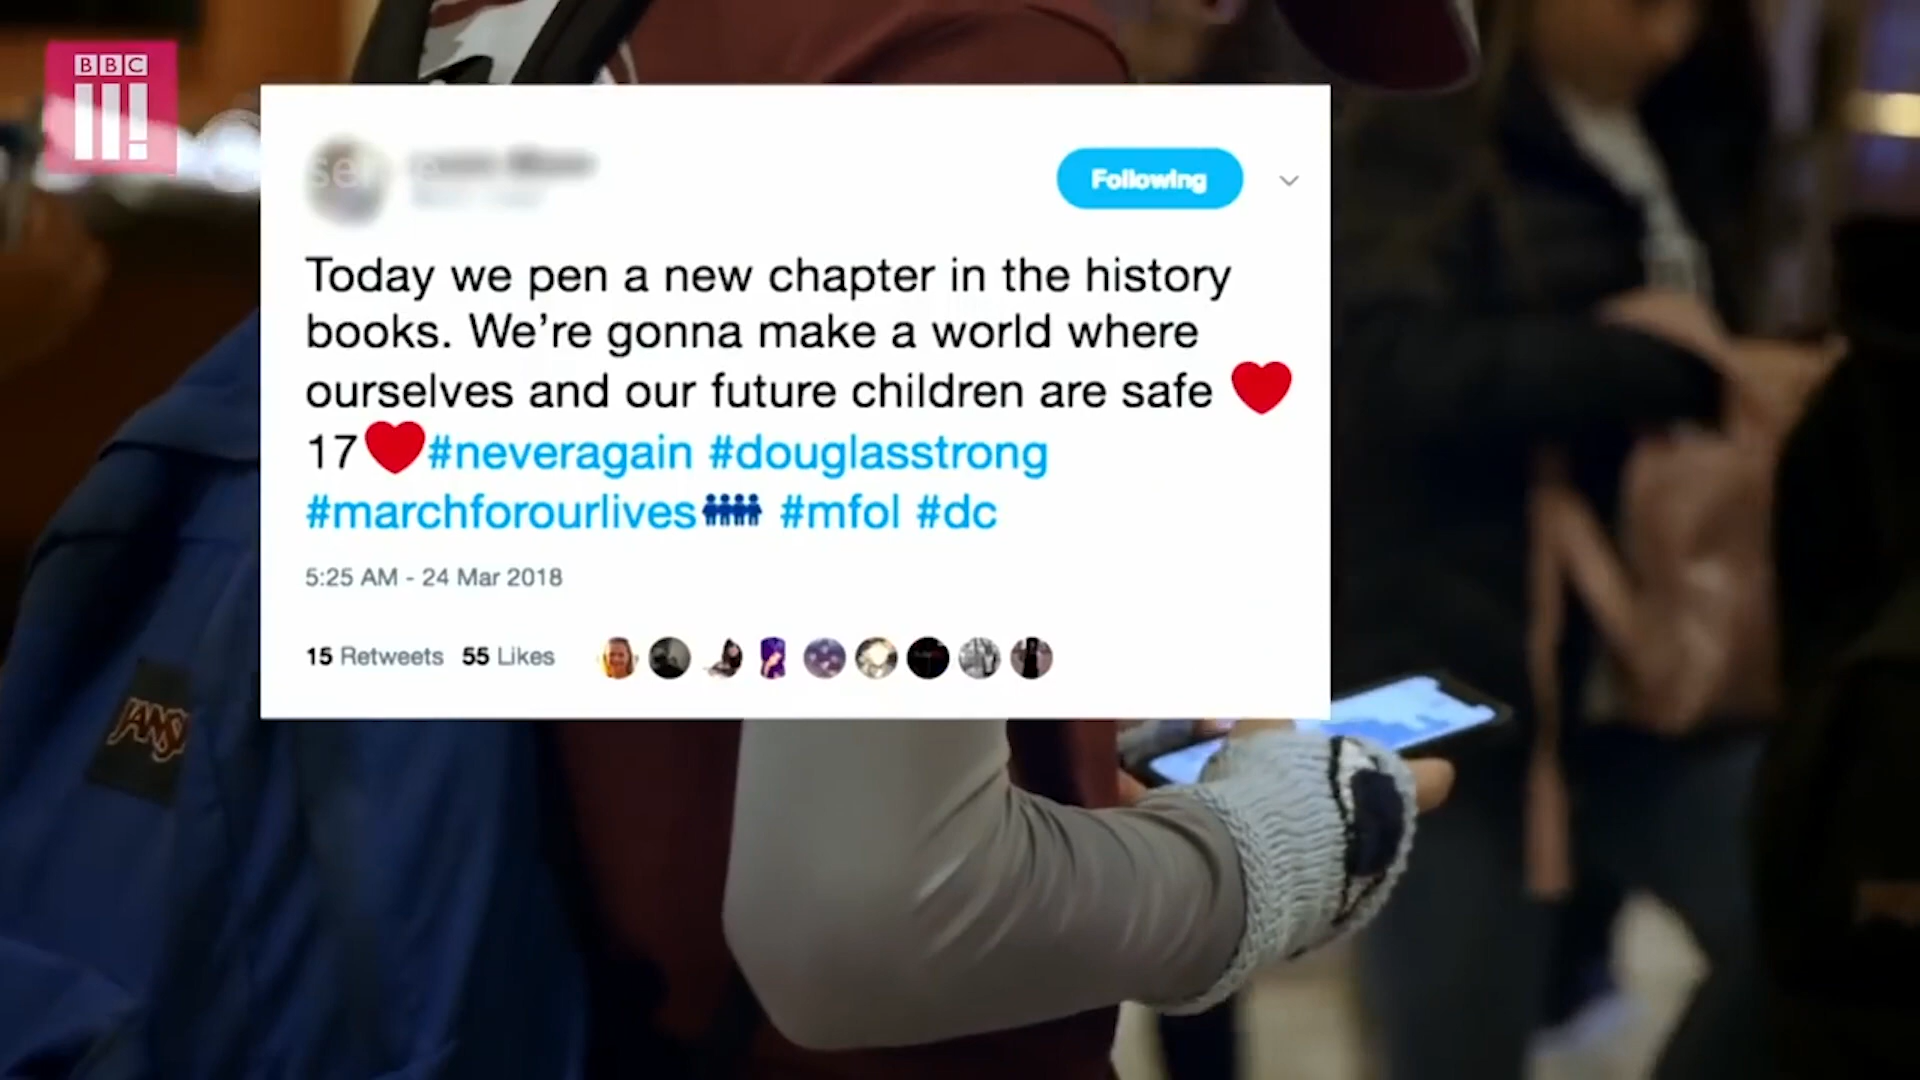 BBC
Following
Today we pen a new chapter in the history
books. We’re gonna make a world where
ourselves and our future children are safe ❤️
17❤️#neveragain #douglasstrong
#marchforourlives #mfol #dc
5:25 AM - 24 Mar 2018
15 Retweets 55 Likes
JANS